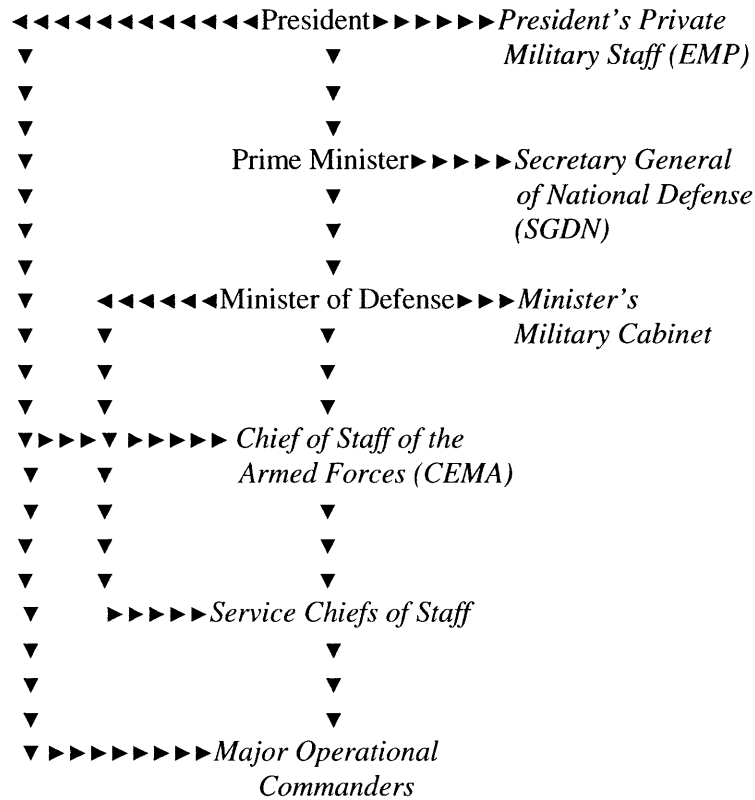 President
President's Private
Military Staff (EMP)
Prime Minister
Secretary General
of National Defense
(SGDN)
Minister of Defense
Minister's
Military Cabinet
Chief of Staff of the
Armed Forces (CEMA)
Service Chiefs of Staff
Major Operational
Commanders